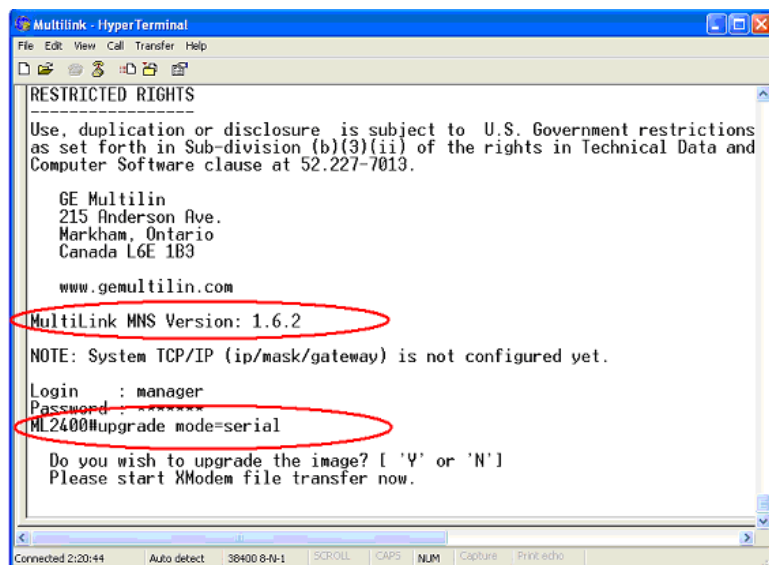 Multilink - HyperTerminal
File Edit View Call Transfer Help
RESTRICTED RIGHTS
-----------------
Use, duplication or disclosure  is subject to  U.S. Government restrictions
as set forth in Sub-division (b)(3)(ii) of the rights in Technical Data and
Computer Software clause at 52.227-7013.
GE Multilin
215 Anderson Ave.
Markham, Ontario
Canada L6E 1B3
www.gemultilin.com
MultiLink MNS Version: 1.6.2
NOTE: System TCP/IP (ip/mask/gateway) is not configured yet.
Login    : manager
Password : *******
ML2400#upgrade mode=serial
Do you wish to upgrade the image? [ 'Y' or 'N']
Please start XModem file transfer now.
Connected 2:20:44 Auto detect 38400 8-N-1 SCROLL CAPS NUM Capture Print echo